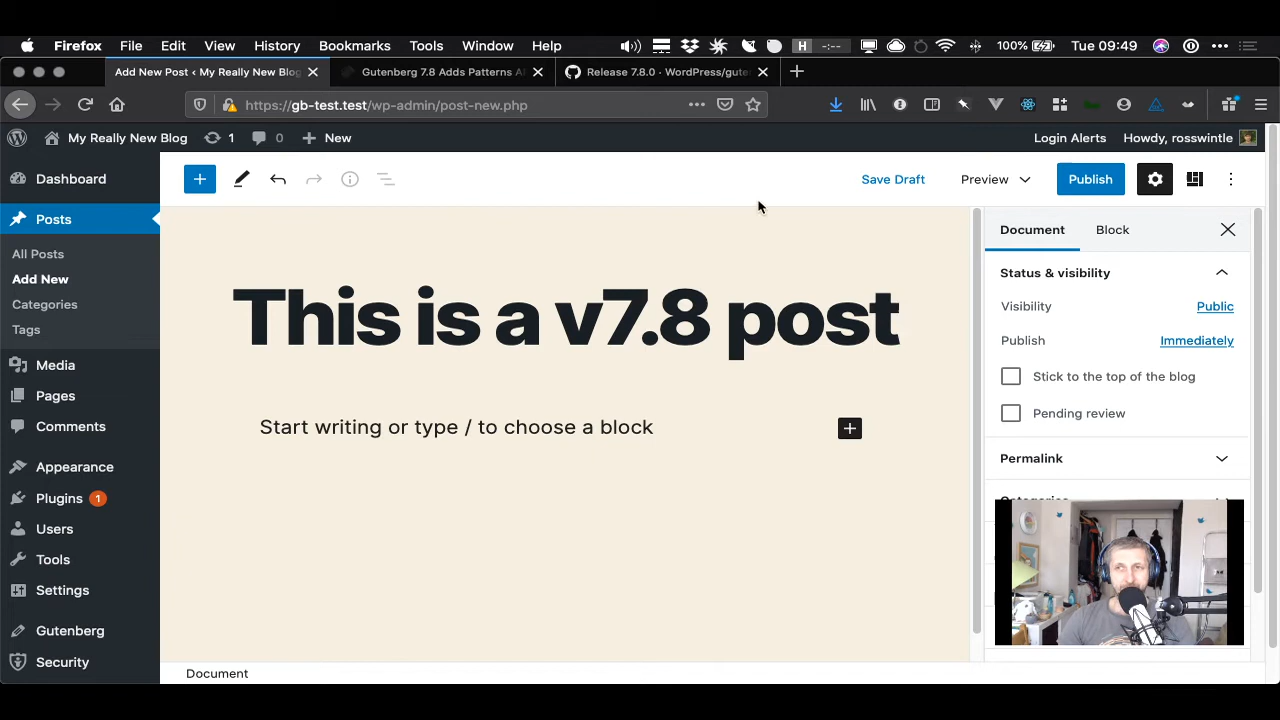 Firefox File Edit View History Bookmarks Tools Window Help H -:-- 100% Tue 09:49
Add New Post ‹ My Really New Blog Gutenberg 7.8 Adds Patterns Release 7.8.0 · WordPress/gute
https://gb-test.test/wp-admin/post-new.php
My Really New Blog 1 0 New Login Alerts Howdy, rosswintle
Dashboard
Save Draft Preview Publish
Posts
All Posts
Add New
Categories
Tags
Media
Pages
Comments
Appearance
Plugins 1
Users
Tools
Settings
Gutenberg
Security
This is a v7.8 post
Start writing or type / to choose a block
Document Block
Status & visibility
Visibility Public
Publish Immediately
Stick to the top of the blog
Pending review
Permalink
Categories
Document